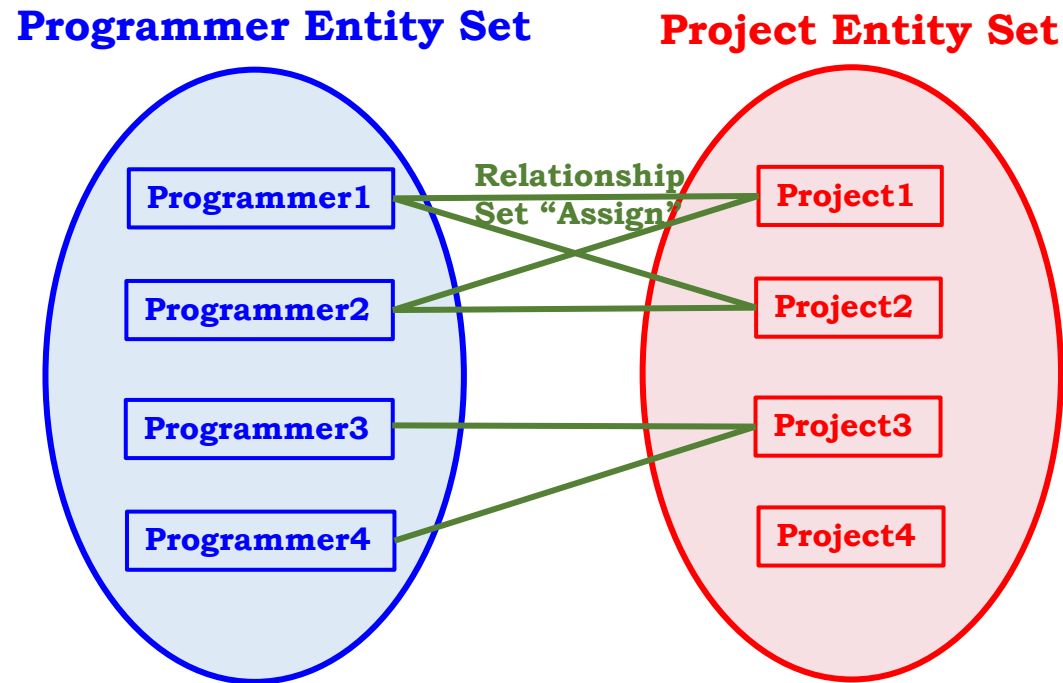 Programmer Entity Set
Project Entity Set
Relationship
Set “Assign”
Programmer1
Project1
Programmer2
Project2
Programmer3
Project3
Programmer4
Project4